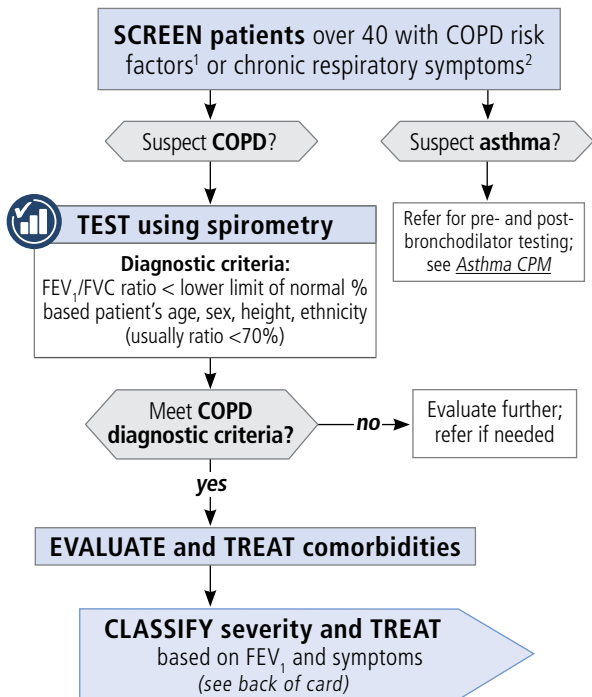 SCREEN patients over 40 with COPD risk
factors¹ or chronic respiratory symptoms²
Suspect COPD?
Suspect asthma?
TEST using spirometry
Diagnostic criteria:
FEV₁/FVC ratio < lower limit of normal %
based patient's age, sex, height, ethnicity
(usually ratio <70%)
Refer for pre- and post-
bronchodilator testing;
see Asthma CPM
Meet COPD
diagnostic criteria?
no
Evaluate further;
refer if needed
yes
EVALUATE and TREAT comorbidities
CLASSIFY severity and TREAT
based on FEV₁ and symptoms
(see back of card)